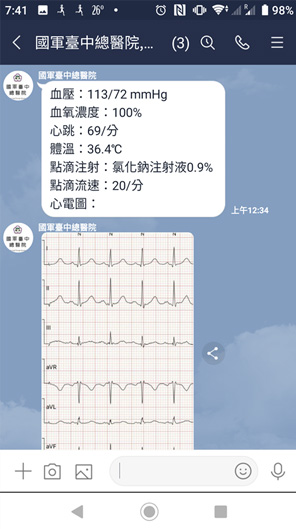 7:41
26°
98%
國軍臺中總醫院,... (3)
國軍臺中總醫院
國軍臺中
總醫院
血壓：113/72 mmHg
血氧濃度：100%
心跳：69/分
體溫：36.4℃
點滴注射：氯化鈉注射液0.9%
點滴流速：20/分
心電圖：
上午12:34
國軍臺中總醫院
國軍臺中
總醫院
N N N N
I
II
III
aVR
aVL
aVF